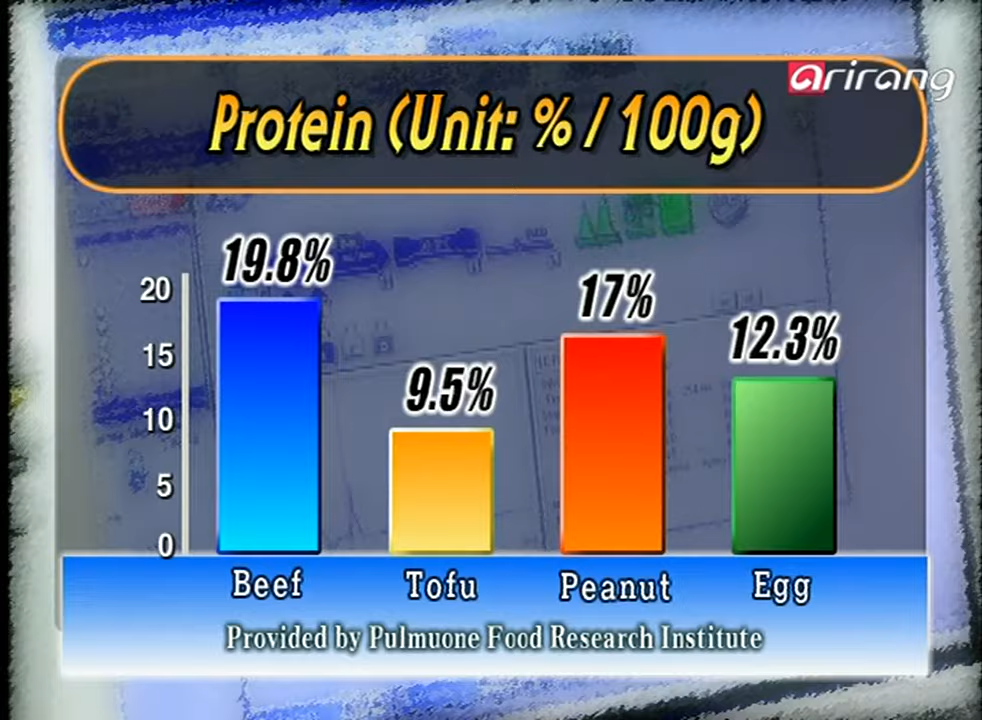 arirang
Protein (Unit: % / 100g)
19.8%
17%
12.3%
9.5%
20
15
10
5
0
Beef Tofu Peanut Egg
Provided by Pulmuone Food Research Institute